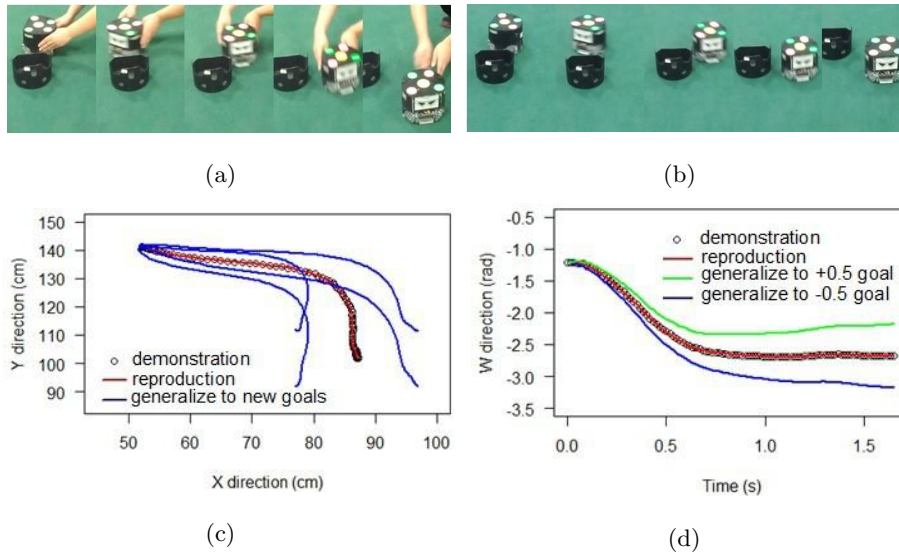 (a)
(b)
150
140
130
120
110
100
90
Y direction (cm)
demonstration
reproduction
generalize to new goals
50
60
70
80
90
100
X direction (cm)
(c)
-0.5
-1.0
-1.5
-2.0
-2.5
-3.0
-3.5
W direction (rad)
demonstration
reproduction
generalize to +0.5 goal
generalize to -0.5 goal
0.0
0.5
1.0
1.5
Time (s)
(d)